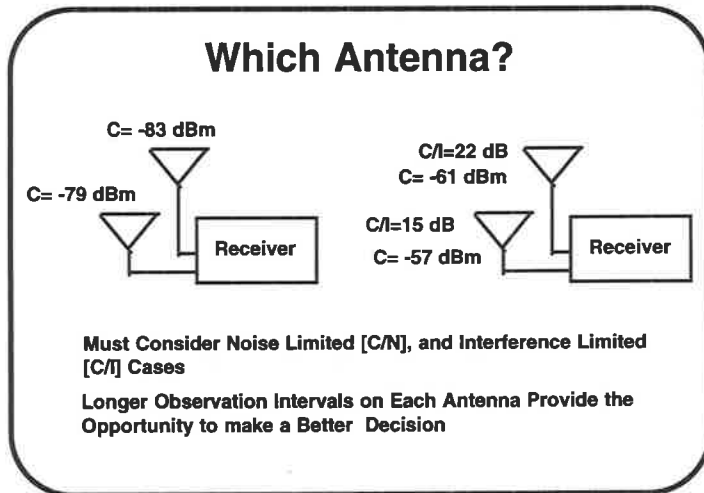 Which Antenna?
C= -83 dBm
C= -79 dBm
Receiver
C/I=22 dB
C= -61 dBm
C/I=15 dB
C= -57 dBm
Receiver
Must Consider Noise Limited [C/N], and Interference Limited
[C/I] Cases
Longer Observation Intervals on Each Antenna Provide the
Opportunity to make a Better Decision